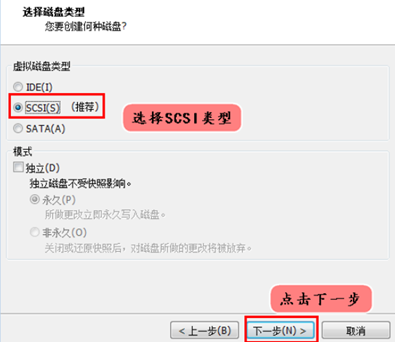 选择磁盘类型
您要创建何种磁盘?
虚拟磁盘类型
IDE(I)
SCSI(S) (推荐)
选择SCSI类型
SATA(A)
模式
独立(D)
独立磁盘不受快照影响。
永久(P)
所做更改立即永久写入磁盘。
非永久(O)
关闭或还原快照后，对磁盘所做的更改将被放弃。
点击下一步
< 上一步(B)
下一步(N) >
取消